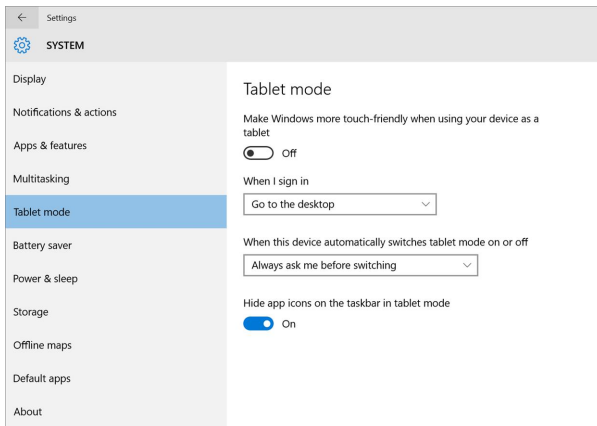 Settings
SYSTEM
Display
Notifications & actions
Apps & features
Multitasking
Tablet mode
Battery saver
Power & sleep
Storage
Offline maps
Default apps
About
Tablet mode
Make Windows more touch-friendly when using your device as a
tablet
Off
When I sign in
Go to the desktop
When this device automatically switches tablet mode on or off
Always ask me before switching
Hide app icons on the taskbar in tablet mode
On